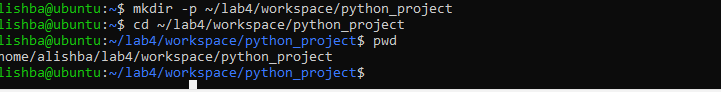 lishba@ubuntu:~$ mkdir -p ~/lab4/workspace/python_project
lishba@ubuntu:~$ cd ~/lab4/workspace/python_project
lishba@ubuntu:~/lab4/workspace/python_project$ pwd
home/alishba/lab4/workspace/python_project
lishba@ubuntu:~/lab4/workspace/python_project$